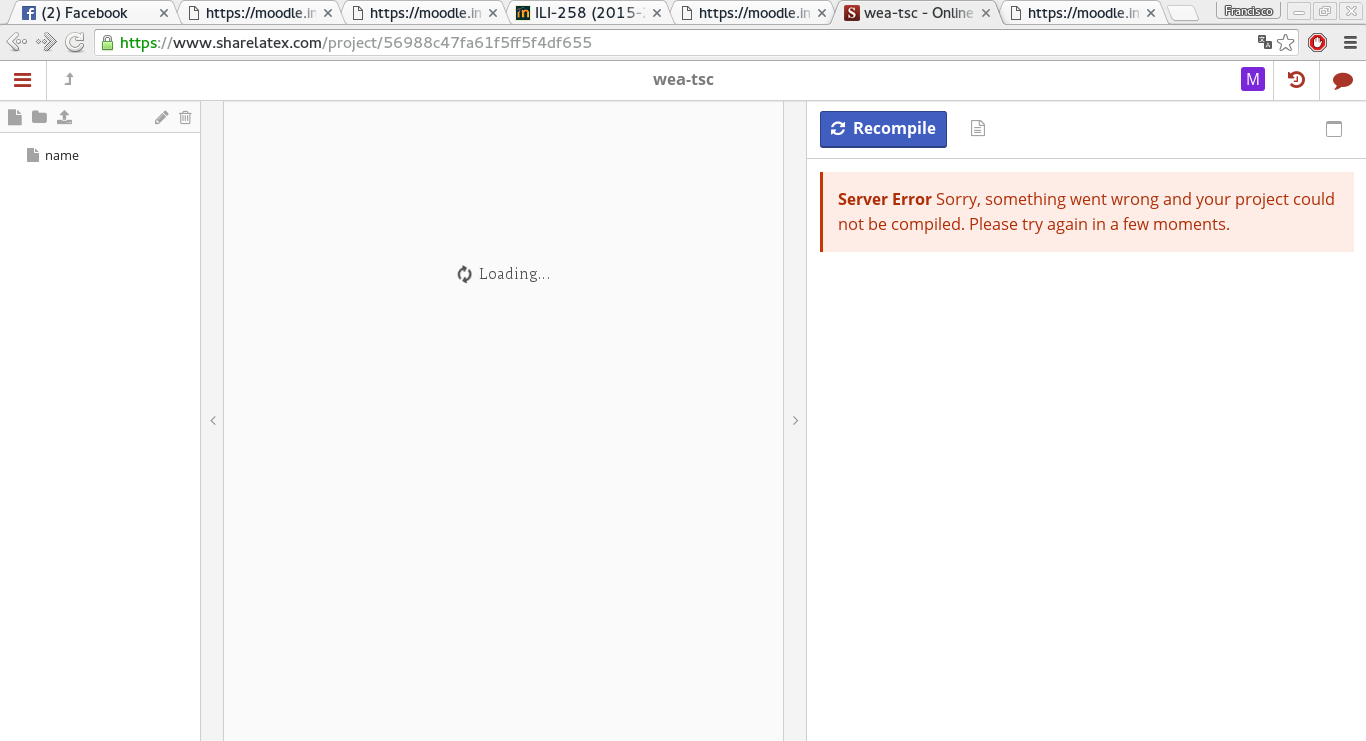 (2) Facebook
https://moodle.in
https://moodle.in
ILI-258 (2015-
https://moodle.in
wea-tsc - Online
https://moodle.in
Francisco
https://www.sharelatex.com/project/56988c47fa61f5ff5f4df655
wea-tsc
M
name
Recompile
Loading...
Server Error Sorry, something went wrong and your project could
not be compiled. Please try again in a few moments.